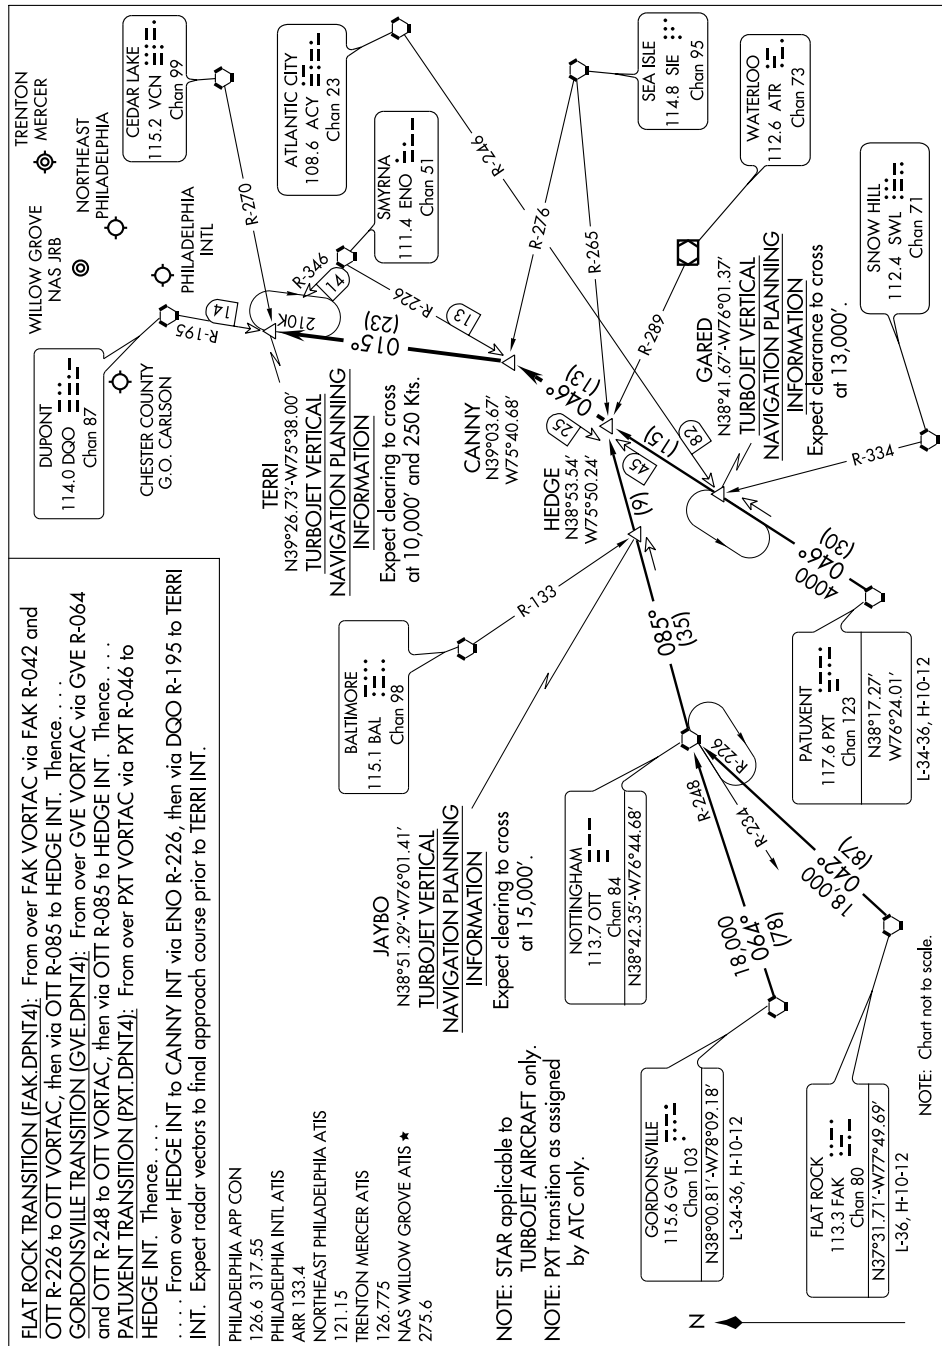 FLAT ROCK TRANSITION (FAK.DPNT4): From over FAK VORTAC via FAK R-042 and
OTT R-226 to OTT VORTAC, then via OTT R-085 to HEDGE INT. Thence. . . .
GORDONSVILLE TRANSITION (GVE.DPNT4): From over GVE VORTAC via GVE R-064
and OTT R-248 to OTT VORTAC, then via OTT R-085 to HEDGE INT. Thence. . . .
PATUXENT TRANSITION (PXT.DPNT4): From over PXT VORTAC via PXT R-046 to
HEDGE INT. Thence. . . .
. . . . From over HEDGE INT to CANNY INT via ENO R-226, then via DQO R-195 to TERRI
INT. Expect radar vectors to final approach course prior to TERRI INT.
PHILADELPHIA APP CON
126.6 317.55
PHILADELPHIA INTL ATIS
ARR 133.4
NORTHEAST PHILADELPHIA ATIS
121.15
TRENTON MERCER ATIS
126.775
NAS WILLOW GROVE ATIS ★
275.6
NOTE: STAR applicable to
TURBOJET AIRCRAFT only.
NOTE: PXT transition as assigned
by ATC only.
N
WILLOW GROVE
NAS JRB
TRENTON
MERCER
NORTHEAST
PHILADELPHIA
PHILADELPHIA
INTL
CHESTER COUNTY
G.O. CARLSON
DUPONT
114.0 DQO
Chan 87
R-195
14
CEDAR LAKE
115.2 VCN
Chan 99
R-270
ATLANTIC CITY
108.6 ACY
Chan 23
R-246
SMYRNA
111.4 ENO
Chan 51
R-346
14
210K
R-226
13
015°
(23)
TERRI
N39°26.73'-W75°38.00'
TURBOJET VERTICAL
NAVIGATION PLANNING
INFORMATION
Expect clearing to cross
at 10,000' and 250 Kts.
CANNY
N39°03.67'
W75°40.68'
046°
(13)
25
SEA ISLE
114.8 SIE
Chan 95
R-276
R-265
WATERLOO
112.6 ATR
Chan 73
R-289
HEDGE
N38°53.54'
W75°50.24'
45
(15)
82
(9)
GARED
N38°41.67'-W76°01.37'
TURBOJET VERTICAL
NAVIGATION PLANNING
INFORMATION
Expect clearance to cross
at 13,000'.
SNOW HILL
112.4 SWL
Chan 71
R-334
BALTIMORE
115.1 BAL
Chan 98
R-133
JAYBO
N38°51.29'-W76°01.41'
TURBOJET VERTICAL
NAVIGATION PLANNING
INFORMATION
Expect clearing to cross
at 15,000'.
085°
(35)
4000
046°
(30)
PATUXENT
117.6 PXT
Chan 123
N38°17.27'
W76°24.01'
L-34-36, H-10-12
NOTTINGHAM
113.7 OTT
Chan 84
N38°42.35'-W76°44.68'
R-248
R-226
R-234
18,000
064°
(78)
18,000
042°
(87)
GORDONSVILLE
115.6 GVE
Chan 103
N38°00.81'-W78°09.18'
L-34-36, H-10-12
FLAT ROCK
113.3 FAK
Chan 80
N37°31.71'-W77°49.69'
L-36, H-10-12
NOTE: Chart not to scale.